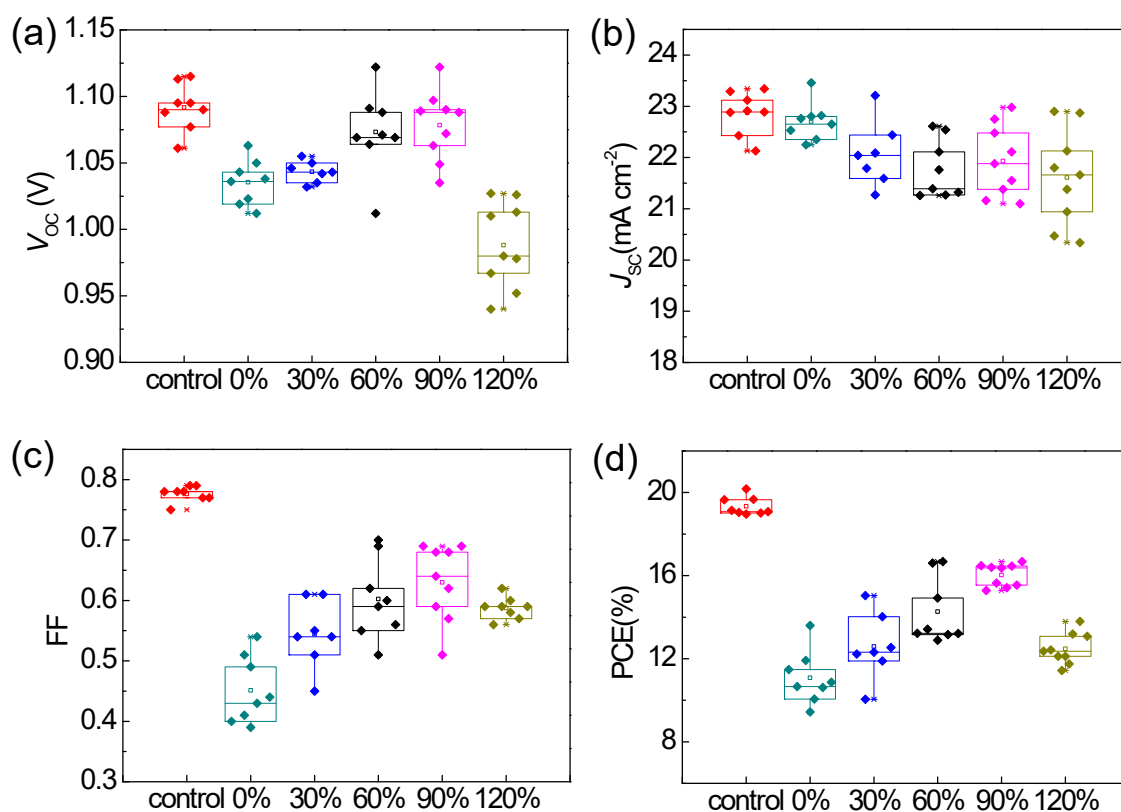 (a)
V_OC (V)
1.15
1.10
1.05
1.00
0.95
0.90
control 0% 30% 60% 90% 120%
(b)
J_SC(mA cm⁻²)
24
23
22
21
20
19
18
control 0% 30% 60% 90% 120%
(c)
FF
0.8
0.7
0.6
0.5
0.4
0.3
control 0% 30% 60% 90% 120%
(d)
PCE(%)
20
16
12
8
control 0% 30% 60% 90% 120%